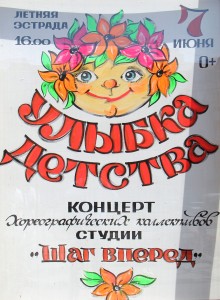 ЛЕТНЯЯ
ЭСТРАДА
16.00
7
ИЮНЯ
0+
УЛЫБКА
ДЕТСТВА
КОНЦЕРТ
хореографических коллективов
СТУДИИ
"Шаг вперед"